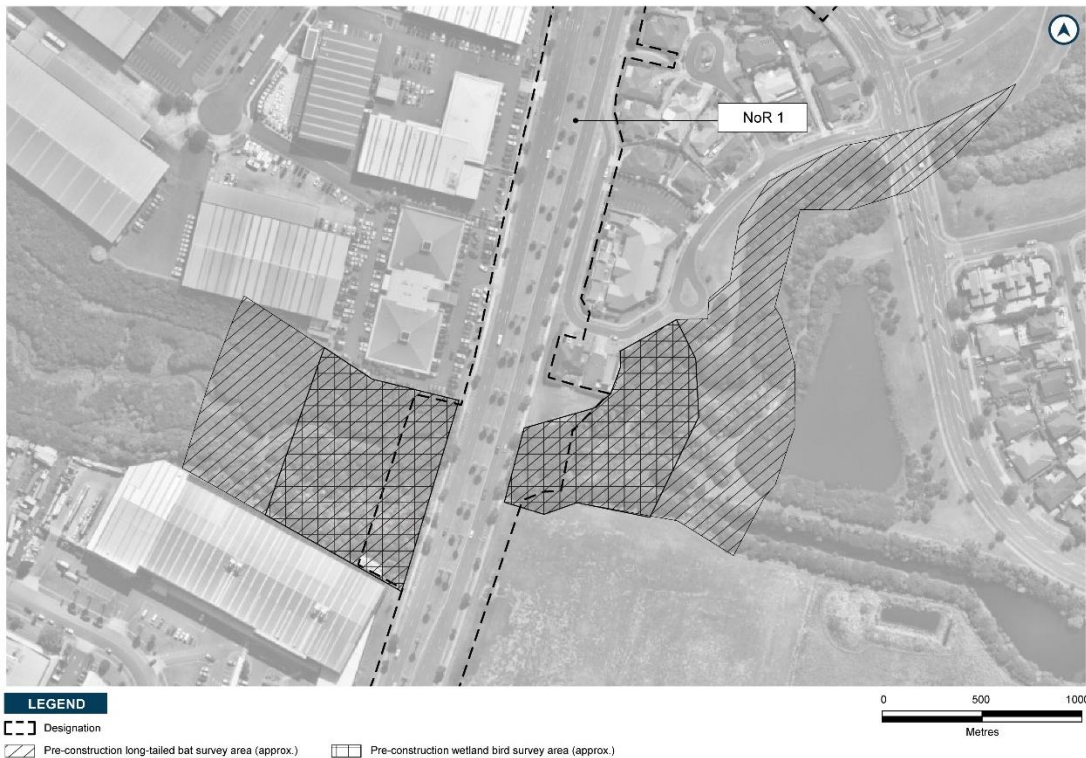 NoR 1
LEGEND
Designation
Pre-construction long-tailed bat survey area (approx.) Pre-construction wetland bird survey area (approx.)
0 500 1000
Metres